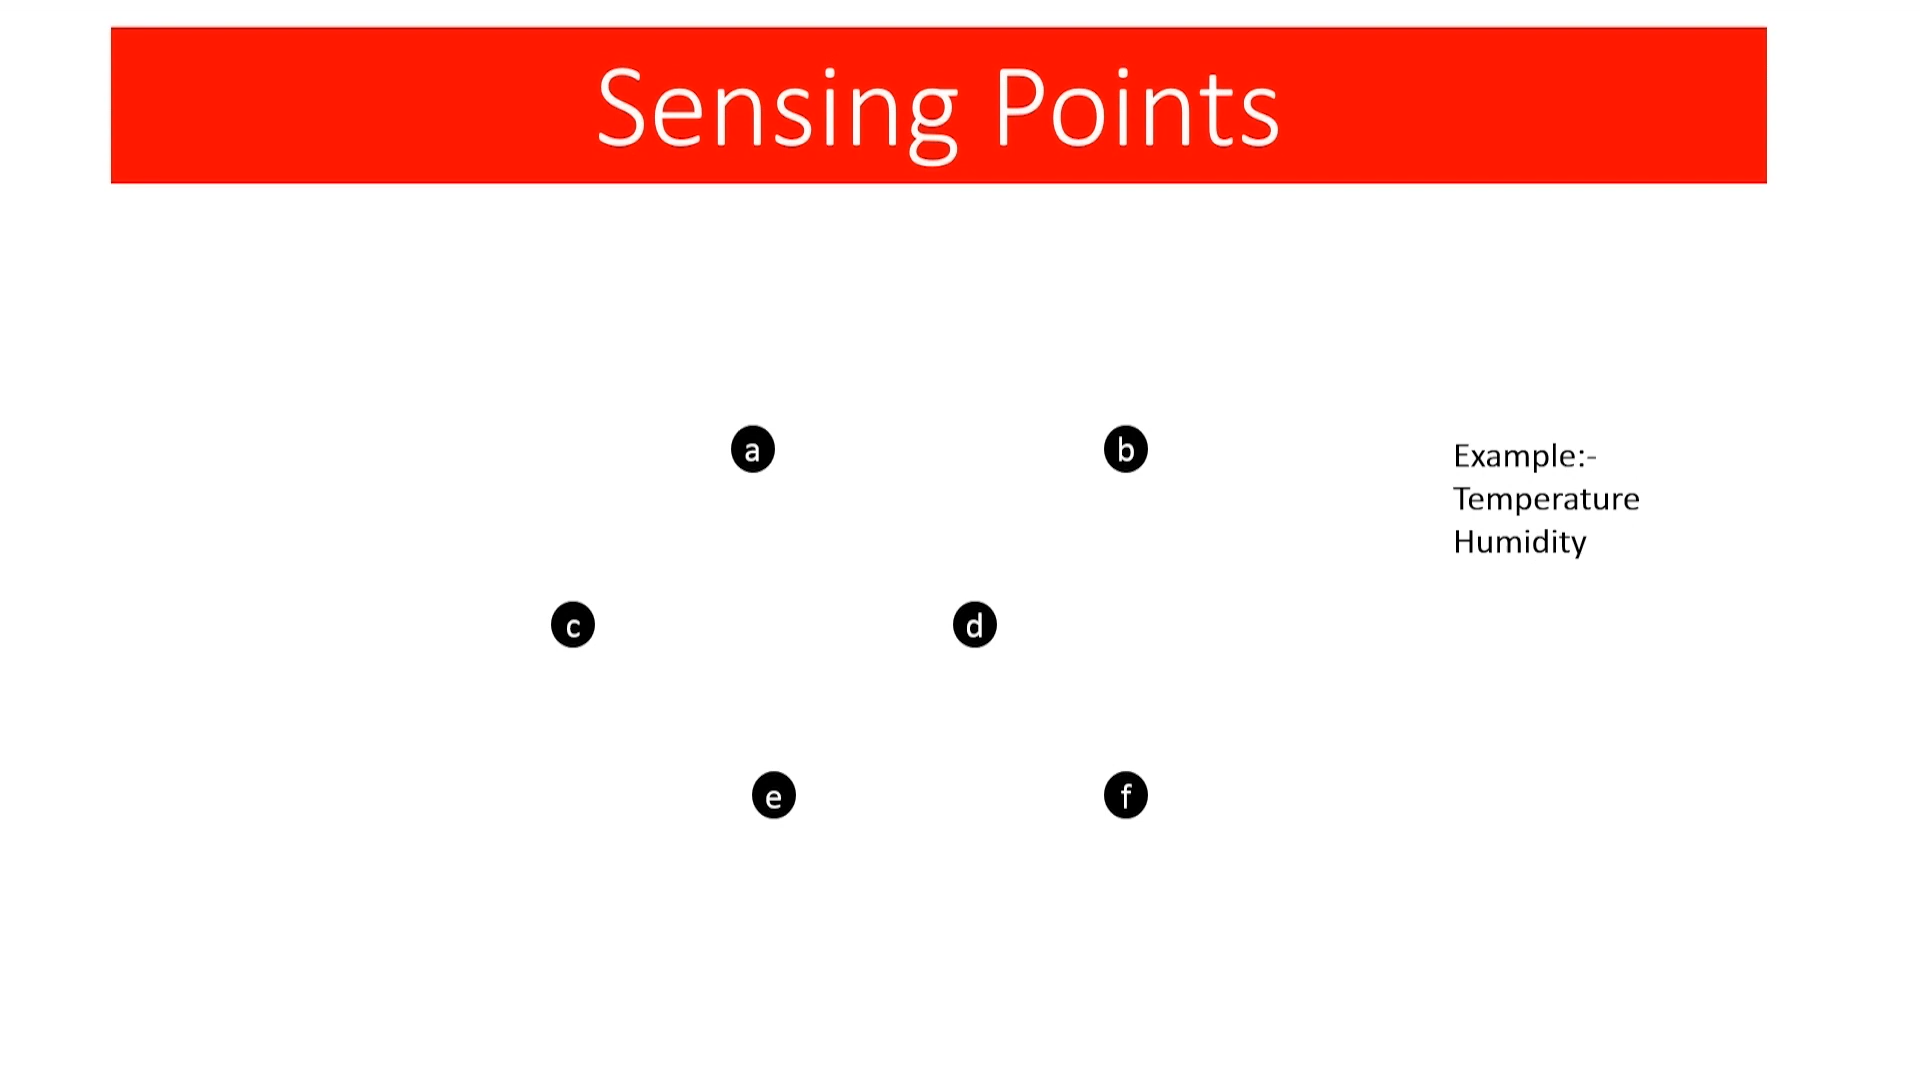 Sensing Points
a
b
Example:-
Temperature
Humidity
c
d
e
f